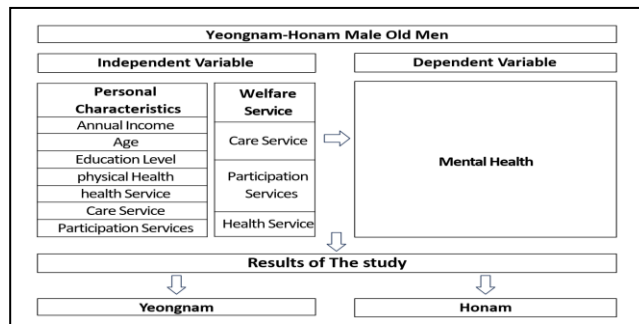 Yeongnam-Honam Male Old Men
Independent Variable
Dependent Variable
Personal
Characteristics
Annual Income
Age
Education Level
physical Health
health Service
Care Service
Participation Services
Welfare
Service
Care Service
Participation
Services
Health Service
Mental Health
Results of The study
Yeongnam
Honam